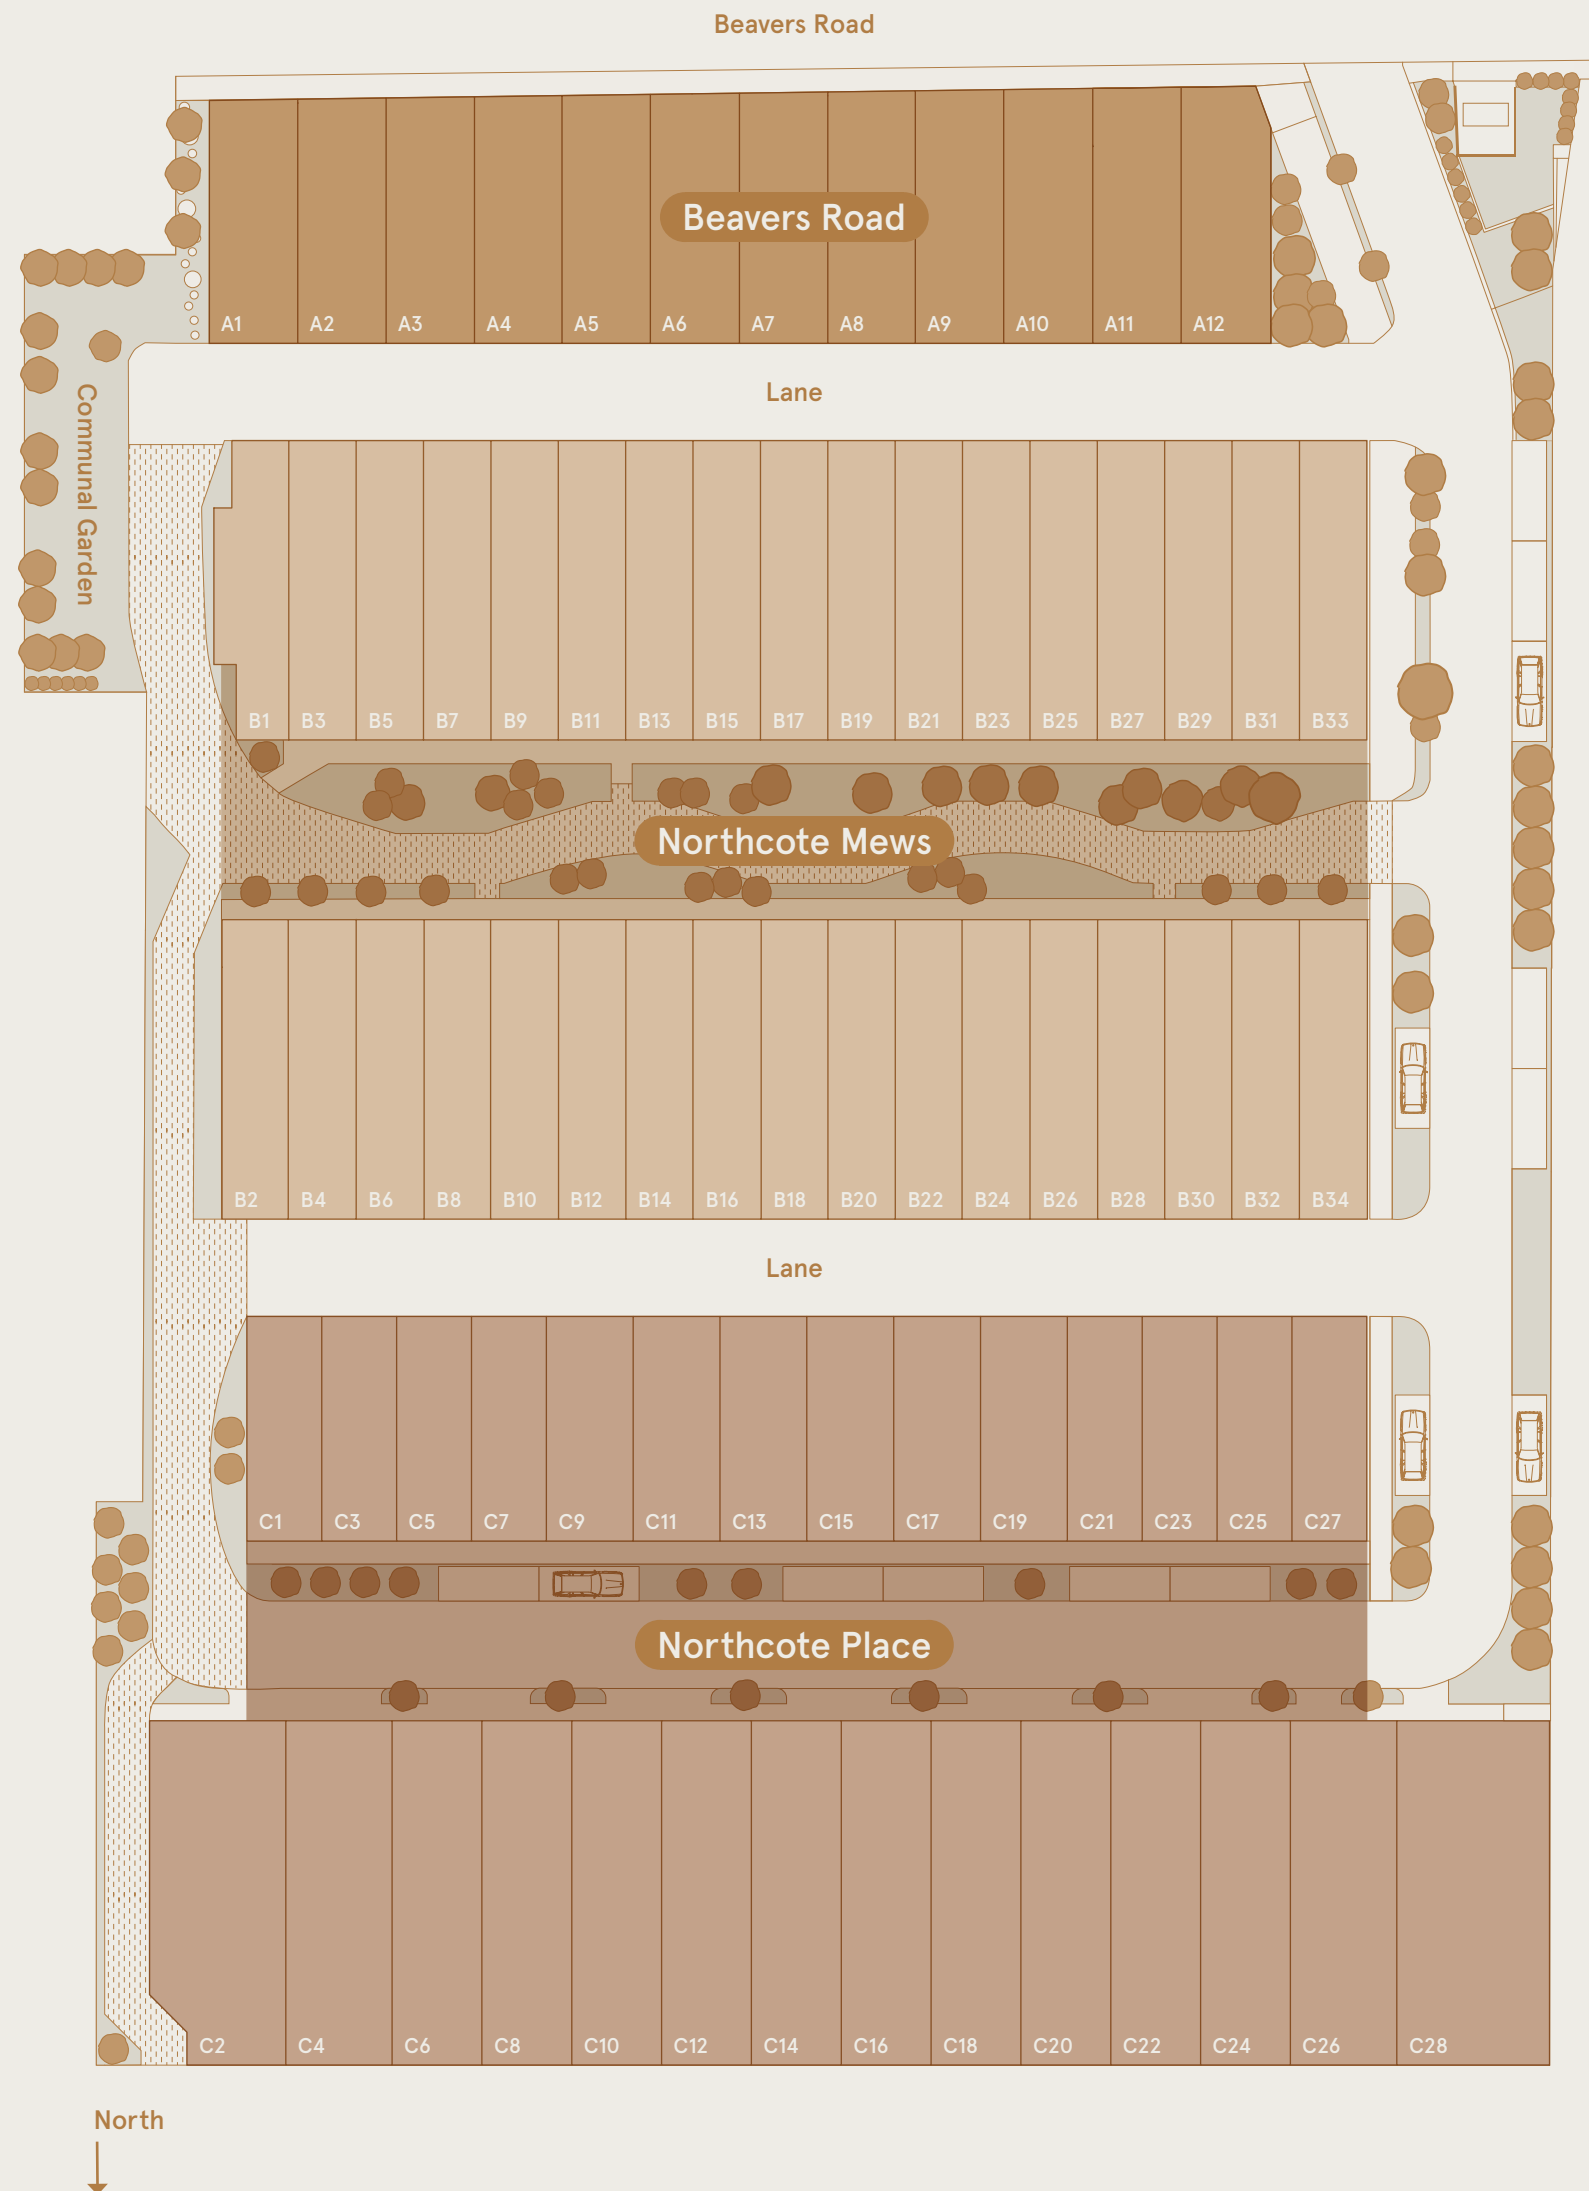 Beavers Road
Beavers Road
A1 A2 A3 A4 A5 A6 A7 A8 A9 A10 A11 A12
Lane
Communal Garden
B1 B3 B5 B7 B9 B11 B13 B15 B17 B19 B21 B23 B25 B27 B29 B31 B33
Northcote Mews
B2 B4 B6 B8 B10 B12 B14 B16 B18 B20 B22 B24 B26 B28 B30 B32 B34
Lane
C1 C3 C5 C7 C9 C11 C13 C15 C17 C19 C21 C23 C25 C27
Northcote Place
C2 C4 C6 C8 C10 C12 C14 C16 C18 C20 C22 C24 C26 C28
North